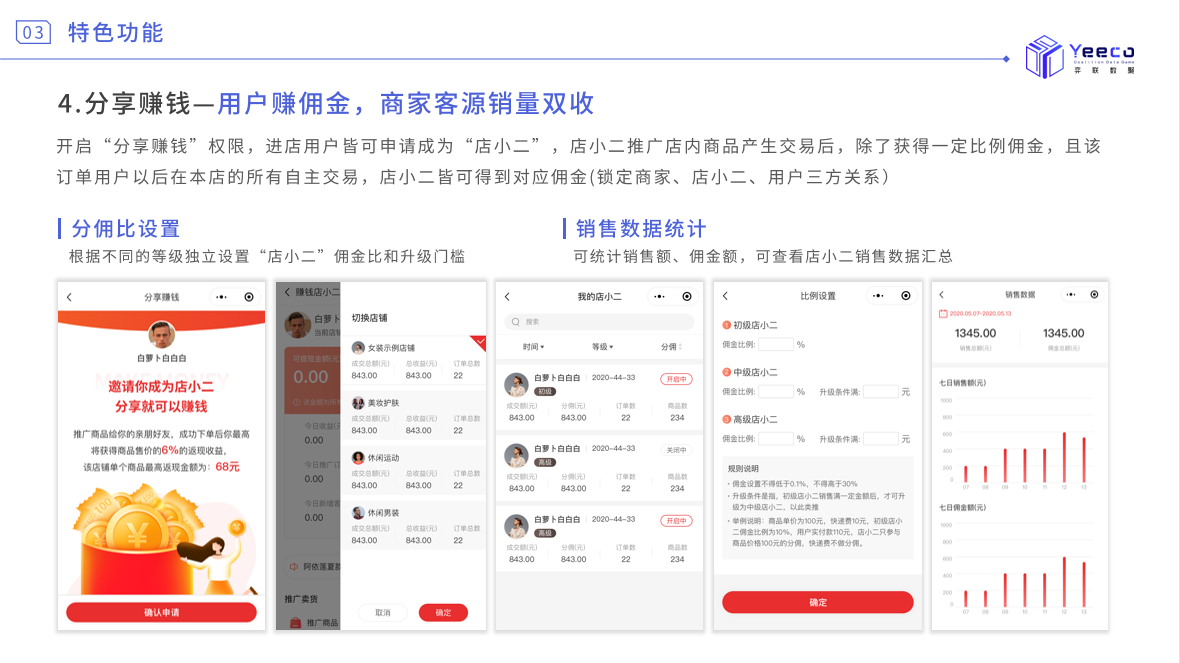 03 特色功能
Yeeco
弈 联 数 据
4.分享赚钱—用户赚佣金，商家客源销量双收
开启“分享赚钱”权限，进店用户皆可申请成为“店小二”，店小二推广店内商品产生交易后，除了获得一定比例佣金，且该
订单用户以后在本店的所有自主交易，店小二皆可得到对应佣金(锁定商家、店小二、用户三方关系）
分佣比设置
根据不同的等级独立设置“店小二”佣金比和升级门槛
销售数据统计
可统计销售额、佣金额，可查看店小二销售数据汇总
分享赚钱
白萝卜白白白
邀请你成为店小二
分享就可以赚钱
推广商品给你的亲朋好友，成功下单后你最高
将获得商品售价的6%的返现收益，
该店铺单个商品最高返现金额为：68元
确认申请
赚钱店小二
白萝卜
当前店铺
可提现金额(元)
0.00
今日收益
0.00
今日推广订
0.00
今日新增客
0.00
阿依莲夏款
推广卖货
推广商品
切换店铺
女装示例店铺
成交总额(元) 总收益(元) 订单总数
843.00 843.00 22
美妆护肤
成交总额(元) 总收益(元) 订单总数
843.00 843.00 22
休闲运动
成交总额(元) 总收益(元) 订单总数
843.00 843.00 22
休闲男装
成交总额(元) 总收益(元) 订单总数
843.00 843.00 22
取消 确定
我的店小二
搜索
时间 等级 分佣
白萝卜白白白 2020-44-33 开启中
初级
成交额(元) 分佣(元) 订单数 商品数
843.00 843.00 22 234
白萝卜白白白 2020-44-33 关闭中
高级
成交额(元) 分佣(元) 订单数 商品数
843.00 843.00 22 234
白萝卜白白白 2020-44-33 开启中
高级
成交额(元) 分佣(元) 订单数 商品数
843.00 843.00 22 234
比例设置
1 初级店小二
佣金比例: %
2 中级店小二
佣金比例: % 升级条件满: 元
3 高级店小二
佣金比例: % 升级条件满: 元
规则说明
·佣金设置不得低于0.1%、不得高于30%
·升级条件是指，初级店小二销售满一定金额后，才可升
级为中级店小二，以此类推
·举例说明：商品单价为100元，快递费10元，初级店小
二佣金比例为10%，用户实付款110元，店小二只参与
商品价格100元的分佣，快递费不做分佣。
确定
销售数据
2020.05.07-2020.05.13
1345.00 1345.00
销售总额(元) 佣金总额(元)
七日销售额(元)
1000
800
600
400
200
0
07 08 09 10 11 12 13
七日佣金额(元)
1000
800
600
400
200
0
07 08 09 10 11 12 13